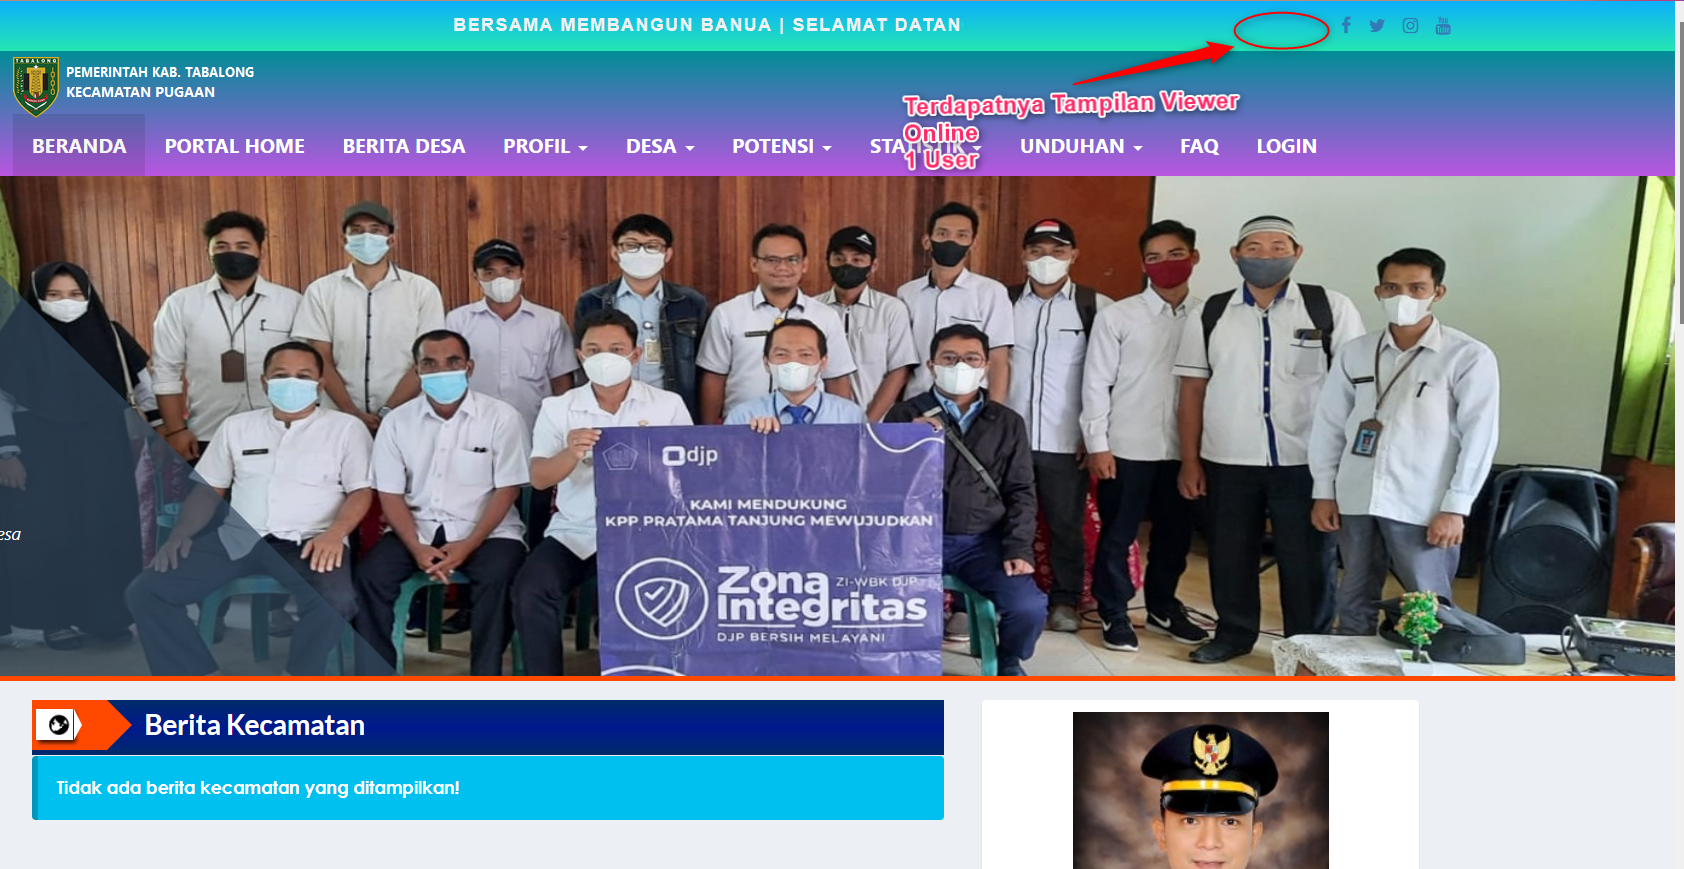 BERSAMA MEMBANGUN BANUA | SELAMAT DATAN
TABALONG
PEMERINTAH KAB. TABALONG
KECAMATAN PUGAAN
Terdapatnya Tampilan Viewer
Online
1 User
BERANDA PORTAL HOME BERITA DESA PROFIL DESA POTENSI STATISTIK UNDUHAN FAQ LOGIN
djp
KAMI MENDUKUNG
KPP PRATAMA TANJUNG MEWUJUDKAN
ZI-WBK DJP
Zona
Integritas
DJP BERSIH MELAYANI
esa
Berita Kecamatan
Tidak ada berita kecamatan yang ditampilkan!